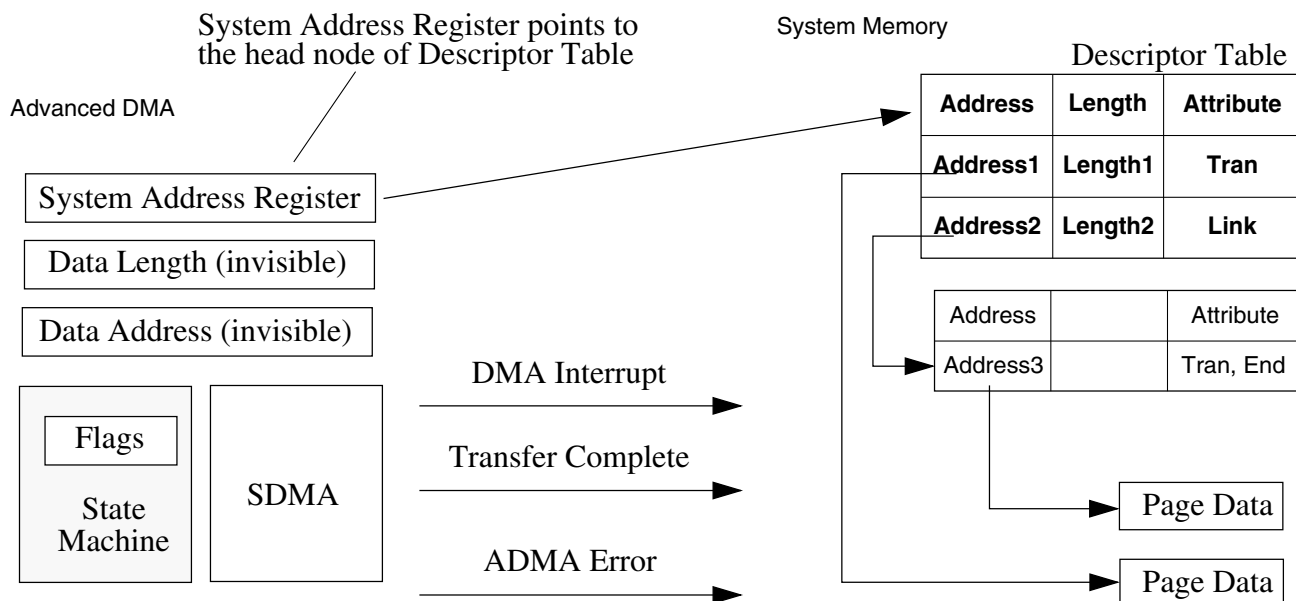 System Address Register points to
the head node of Descriptor Table
System Memory
Descriptor Table
Advanced DMA
Address Length Attribute
Address1 Length1 Tran
Address2 Length2 Link
System Address Register
Data Length (invisible)
Data Address (invisible)
Address Attribute
Address3 Tran, End
Flags
State
Machine
SDMA
DMA Interrupt
Transfer Complete
ADMA Error
Page Data
Page Data